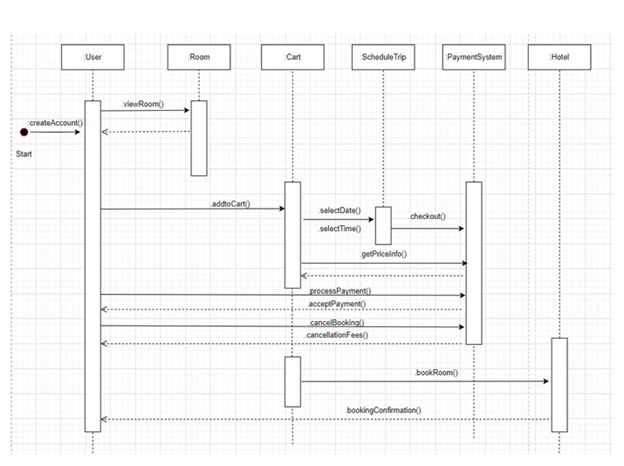 :User
:Room
:Cart
:ScheduleTrip
:PaymentSystem
:Hotel
.viewRoom()
:createAccount()
Start
.addtoCart()
.selectDate()
.selectTime()
.checkout()
.getPriceInfo()
.processPayment()
.acceptPayment()
.cancelBooking()
.cancellationFees()
.bookRoom()
.bookingConfirmation()